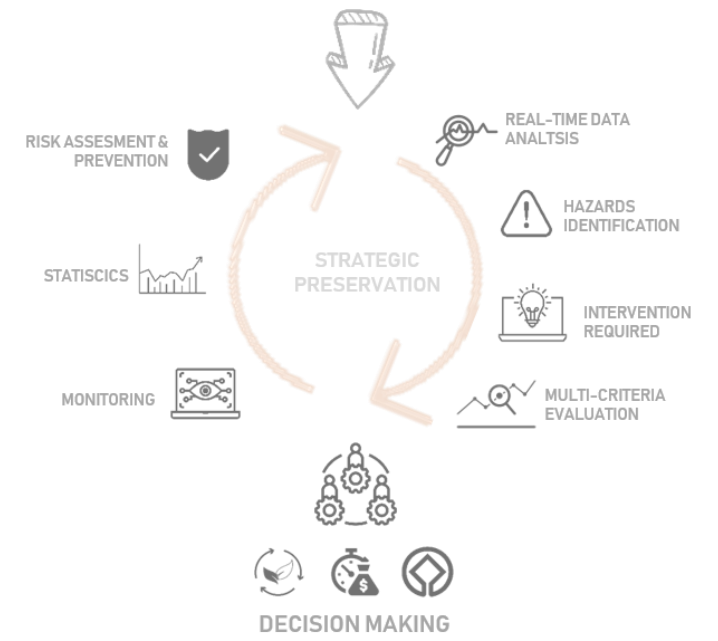 REAL-TIME DATA
ANALTSIS
RISK ASSESMENT &
PREVENTION
HAZARDS
IDENTIFICATION
STATISCICS
STRATEGIC
PRESERVATION
INTERVENTION
REQUIRED
MONITORING
MULTI-CRITERIA
EVALUATION
$
DECISION MAKING